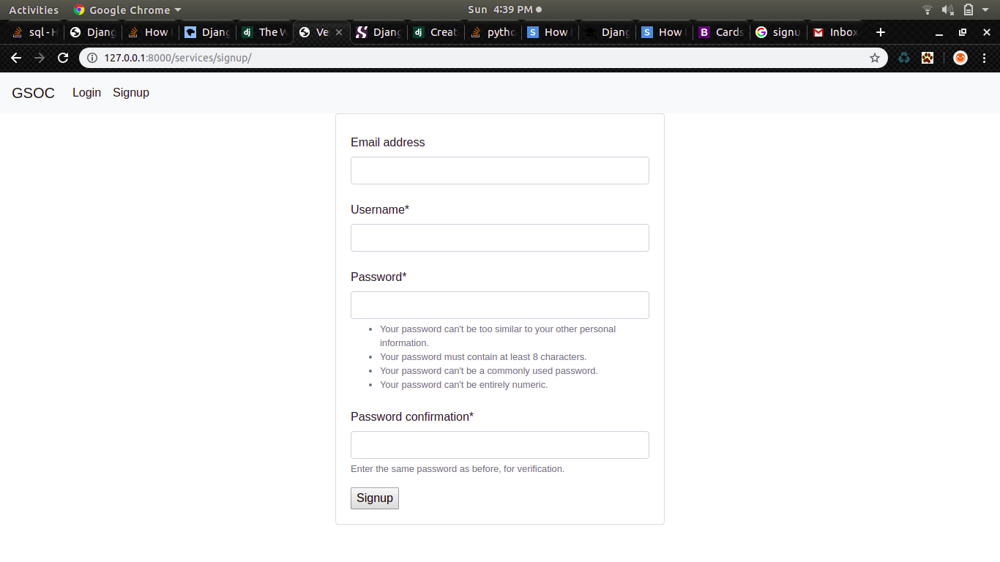 Activities Google Chrome Sun 4:39 PM
sql - H Djang How Djang The W Ve Djang Creat pytho How Djang How Cards signu Inbox
127.0.0.1:8000/services/signup/
GSOC Login Signup
Email address
Username*
Password*
Your password can't be too similar to your other personal
information.
Your password must contain at least 8 characters.
Your password can't be a commonly used password.
Your password can't be entirely numeric.
Password confirmation*
Enter the same password as before, for verification.
Signup